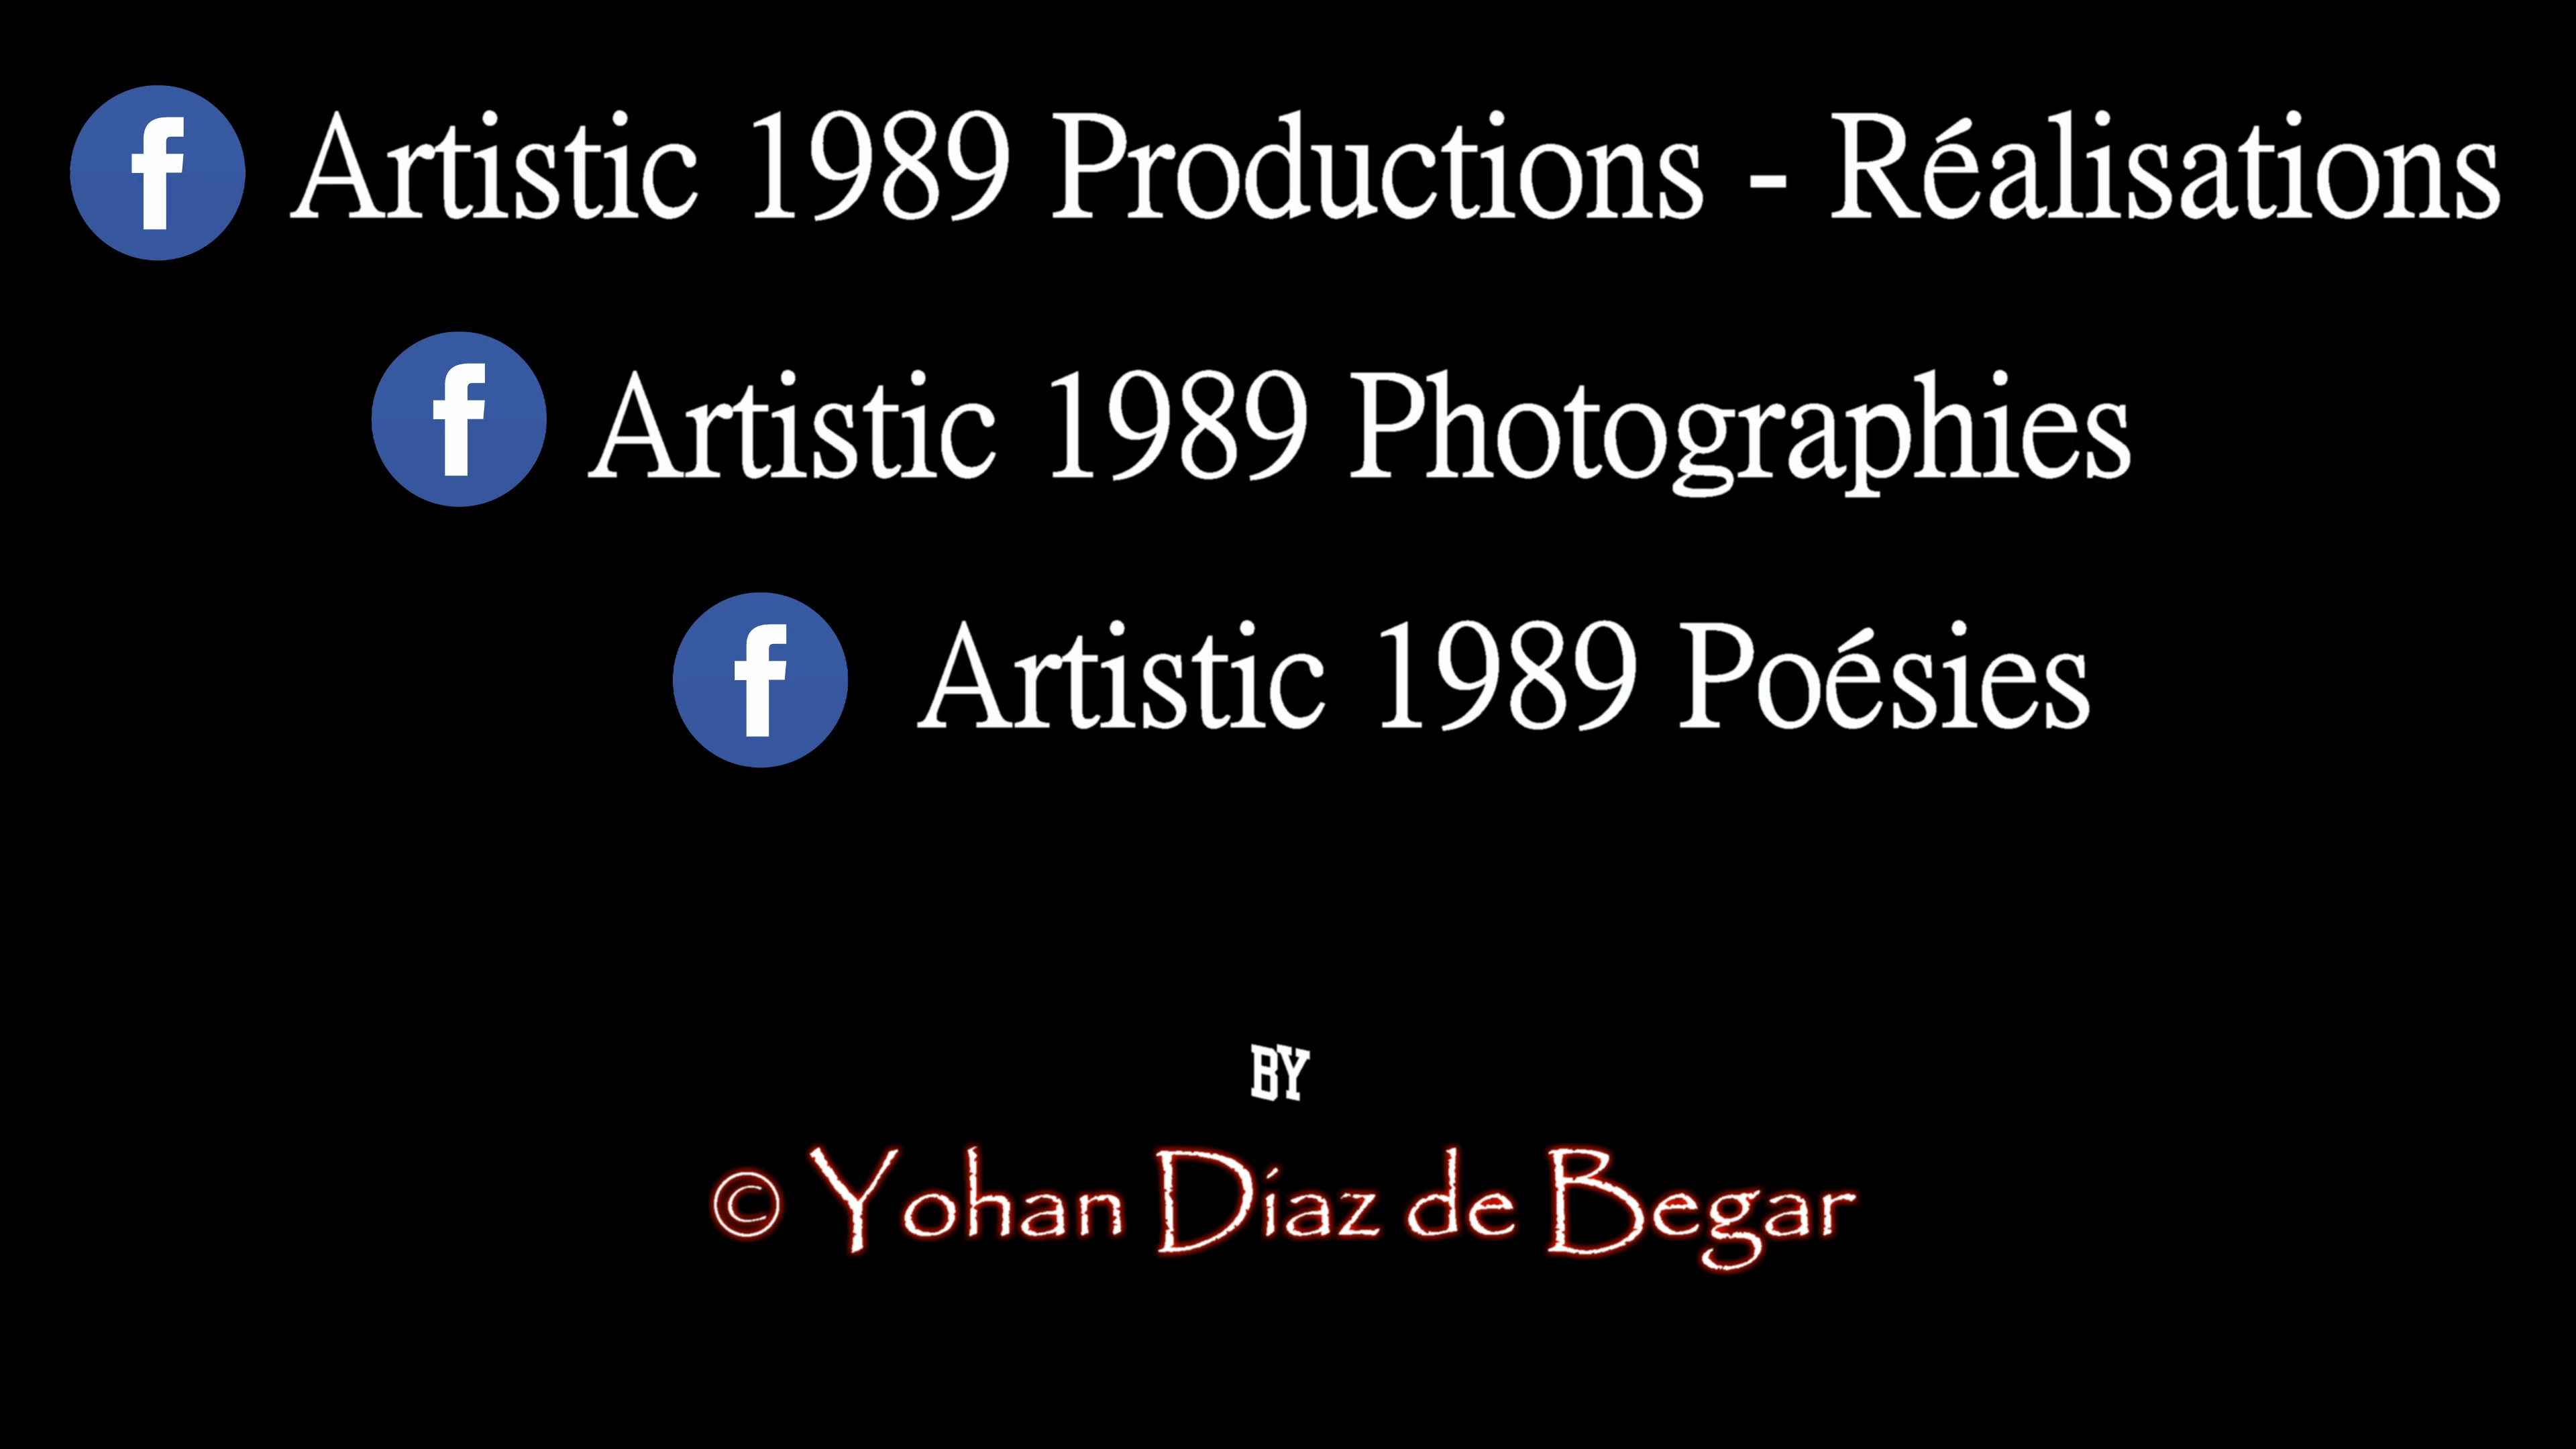 f Artistic 1989 Productions - Réalisations
f Artistic 1989 Photographies
f Artistic 1989 Poésies
BY
© Yohan Díaz de Begar